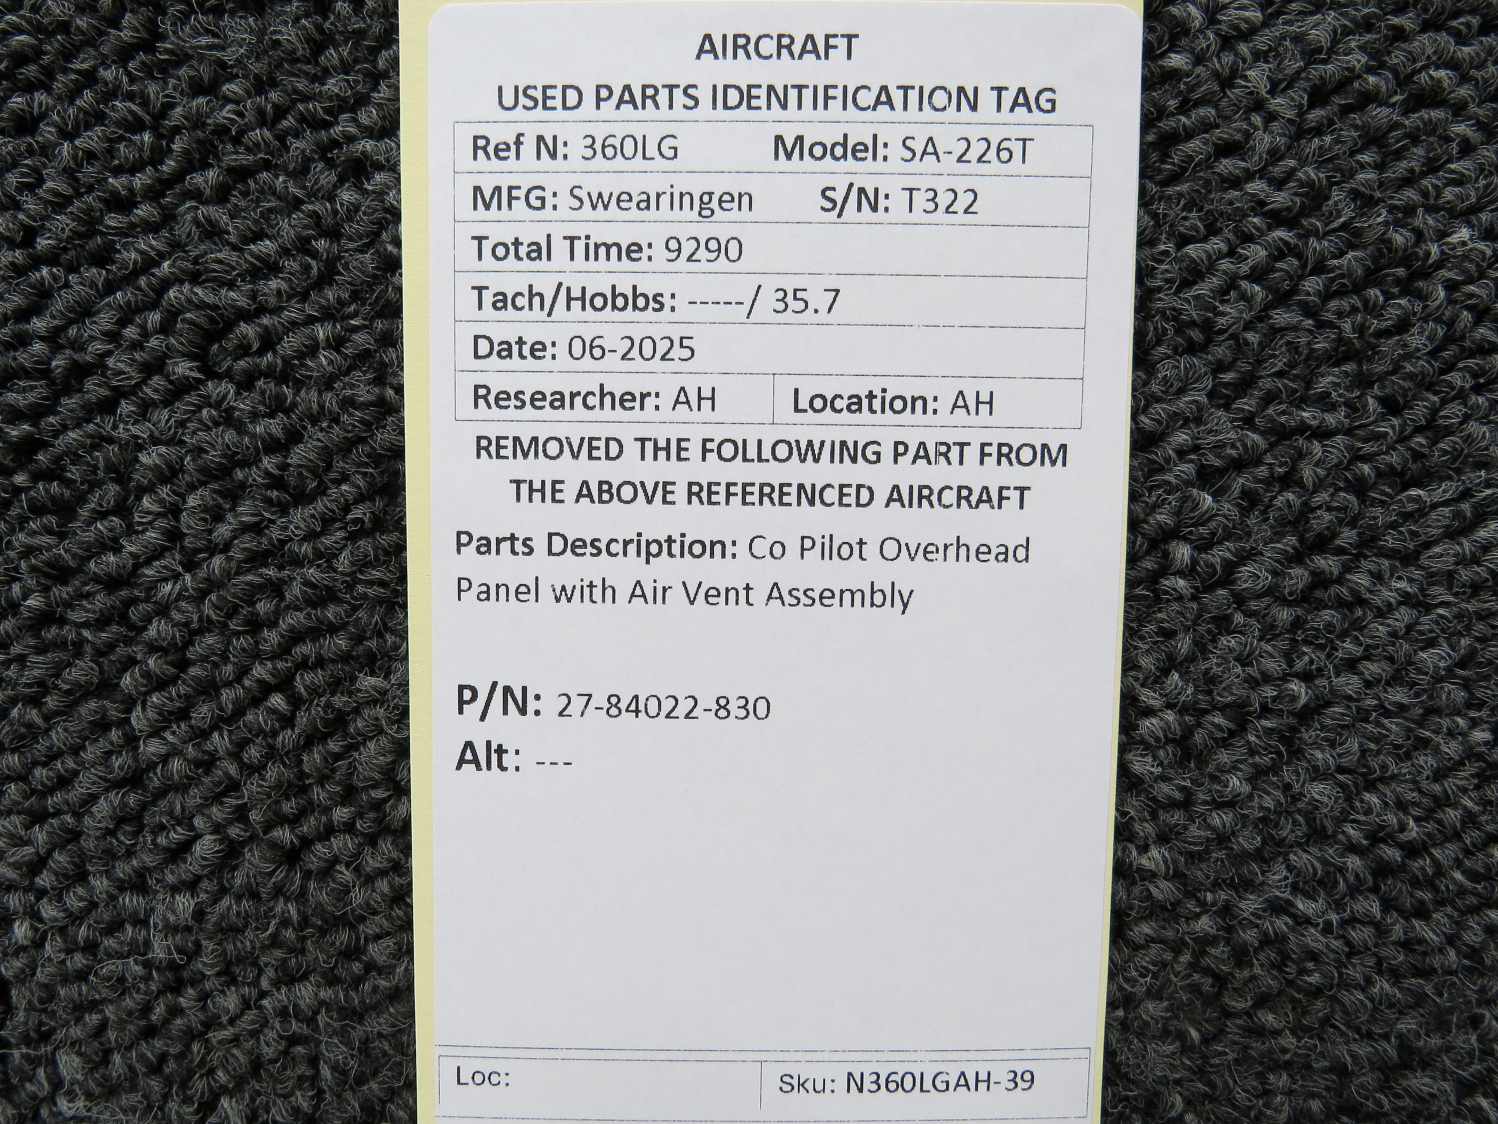 AIRCRAFT
USED PARTS IDENTIFICATION TAG
Ref N: 360LG Model: SA-226T
MFG: Swearingen S/N: T322
Total Time: 9290
Tach/Hobbs: -----/ 35.7
Date: 06-2025
Researcher: AH Location: AH
REMOVED THE FOLLOWING PART FROM
THE ABOVE REFERENCED AIRCRAFT
Parts Description: Co Pilot Overhead
Panel with Air Vent Assembly
P/N: 27-84022-830
Alt: ---
Loc: Sku: N360LGAH-39